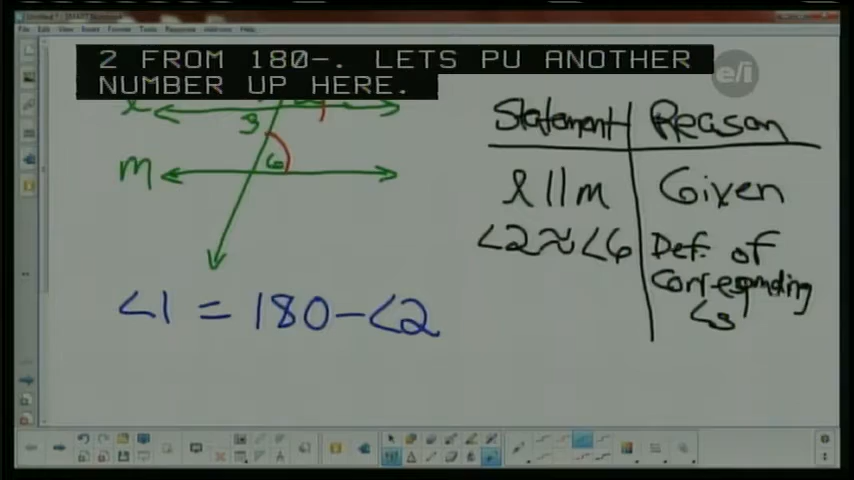 2 FROM 180-. LETS PU ANOTHER
NUMBER UP HERE.
e/i
l
3
m
6
Statement Reason
l || m Given
<2 ≈ <6 Def. of
Corresponding
<s
<1 = 180 - <2